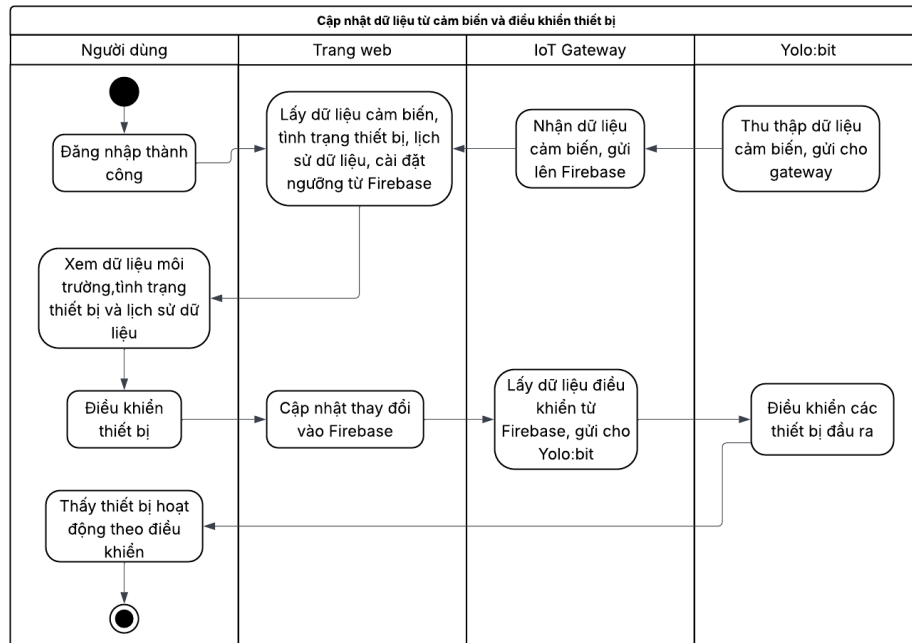 Cập nhật dữ liệu từ cảm biến và điều khiển thiết bị
Người dùng
Trang web
IoT Gateway
Yolo:bit
Đăng nhập thành
công
Lấy dữ liệu cảm biến,
tình trạng thiết bị, lịch
sử dữ liệu, cài đặt
ngưỡng từ Firebase
Nhận dữ liệu
cảm biến, gửi
lên Firebase
Thu thập dữ liệu
cảm biến, gửi cho
gateway
Xem dữ liệu môi
trường,tình trạng
thiết bị và lịch sử dữ
liệu
Điều khiển
thiết bị
Cập nhật thay đổi
vào Firebase
Lấy dữ liệu điều
khiển từ
Firebase, gửi cho
Yolo:bit
Điều khiển các
thiết bị đầu ra
Thấy thiết bị hoạt
động theo điều
khiển